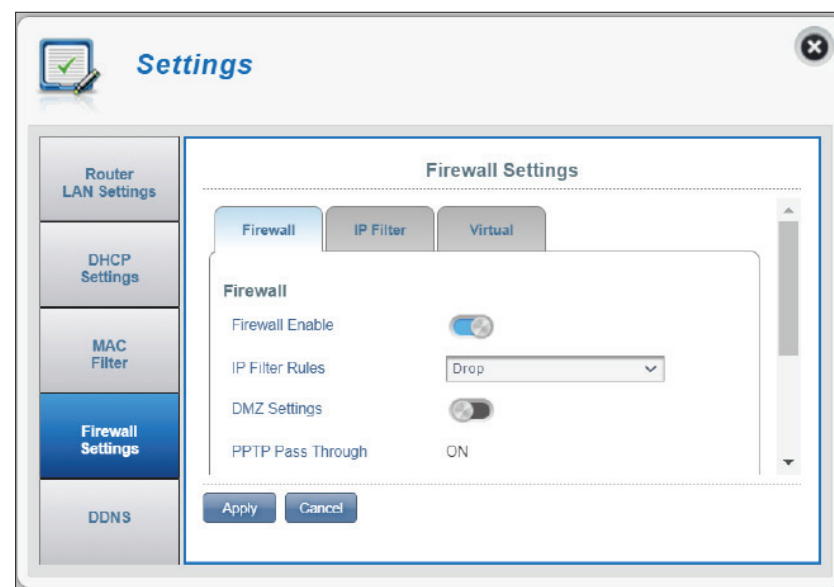 Settings
Router
LAN Settings
DHCP
Settings
MAC
Filter
Firewall
Settings
DDNS
Firewall Settings
Firewall
IP Filter
Virtual
Firewall
Firewall Enable
IP Filter Rules
Drop
DMZ Settings
PPTP Pass Through
ON
Apply
Cancel